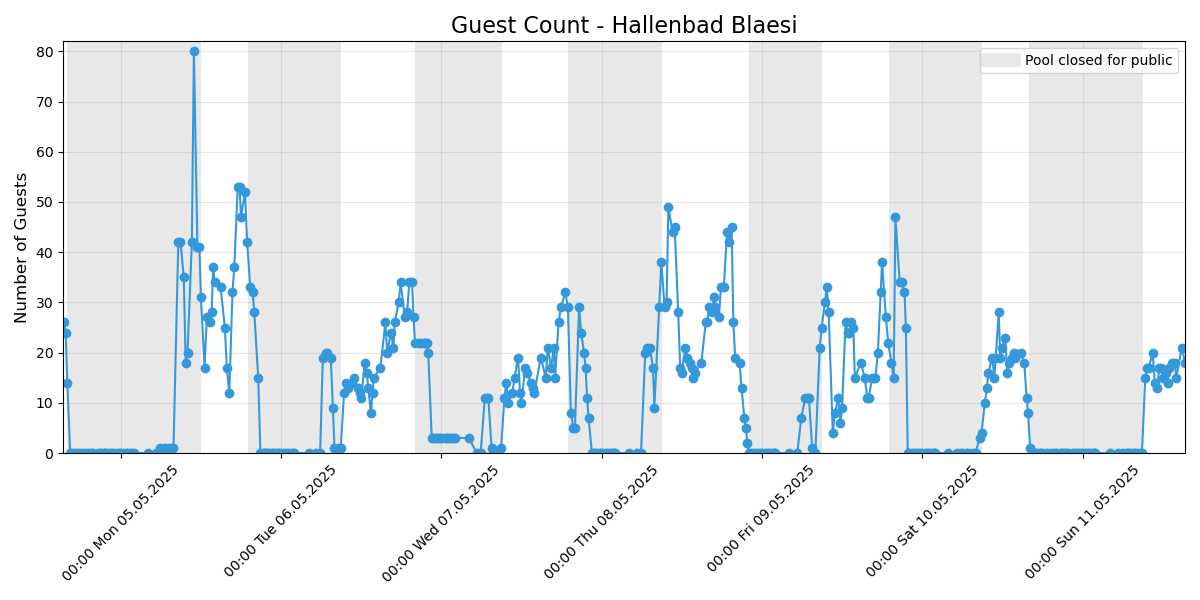 Guest Count - Hallenbad Blaesi
Pool closed for public
Number of Guests
80
70
60
50
40
30
20
10
0
00:00 Mon 05.05.2025
00:00 Tue 06.05.2025
00:00 Wed 07.05.2025
00:00 Thu 08.05.2025
00:00 Fri 09.05.2025
00:00 Sat 10.05.2025
00:00 Sun 11.05.2025